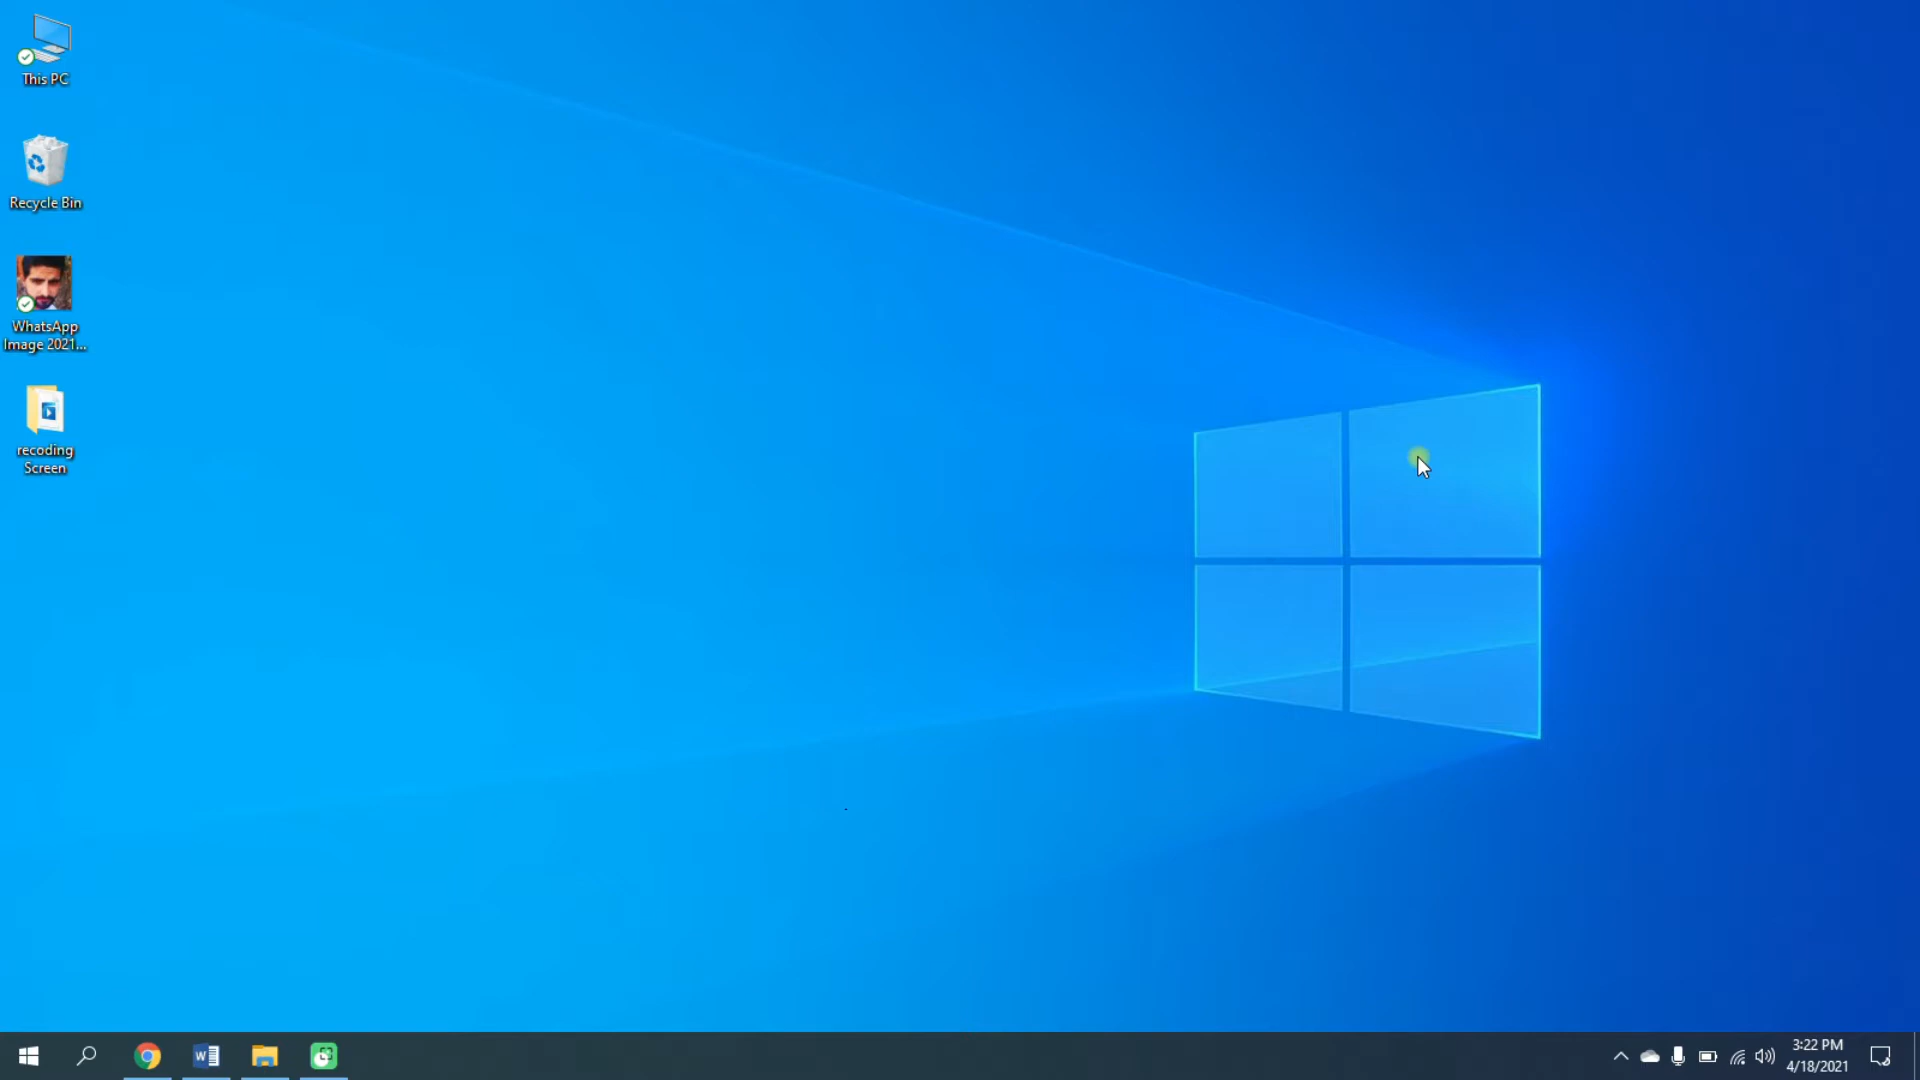 This PC
Recycle Bin
WhatsApp
Image 2021...
recoding
Screen
3:22 PM
4/18/2021